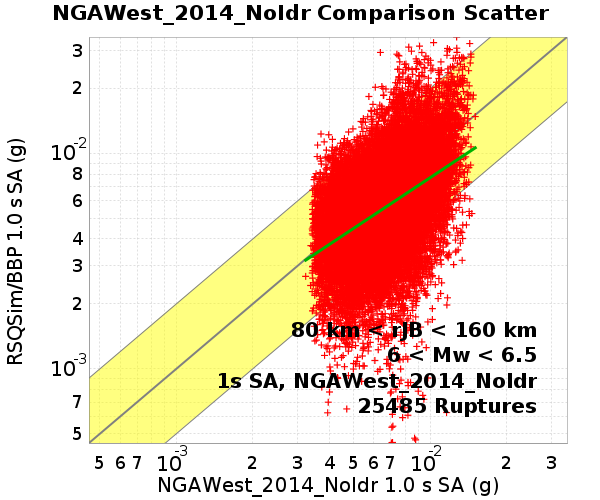 NGAWest_2014_NoIdr Comparison Scatter
RSQSim/BBP 1.0 s SA (g)
3
2
10-2
8
6
4
3
2
10-3
7
5
80 km < rJB < 160 km
6 < Mw < 6.5
1s SA, NGAWest_2014_NoIdr
25485 Ruptures
5 6 7 10-3 2 3 4 5 6 7 10-2 2 3
NGAWest_2014_NoIdr 1.0 s SA (g)